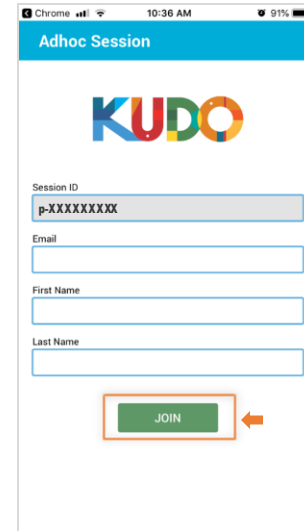 Chrome 10:36 AM 91%
Adhoc Session
KUDO
Session ID
p-XXXXXXXXX
Email
First Name
Last Name
JOIN